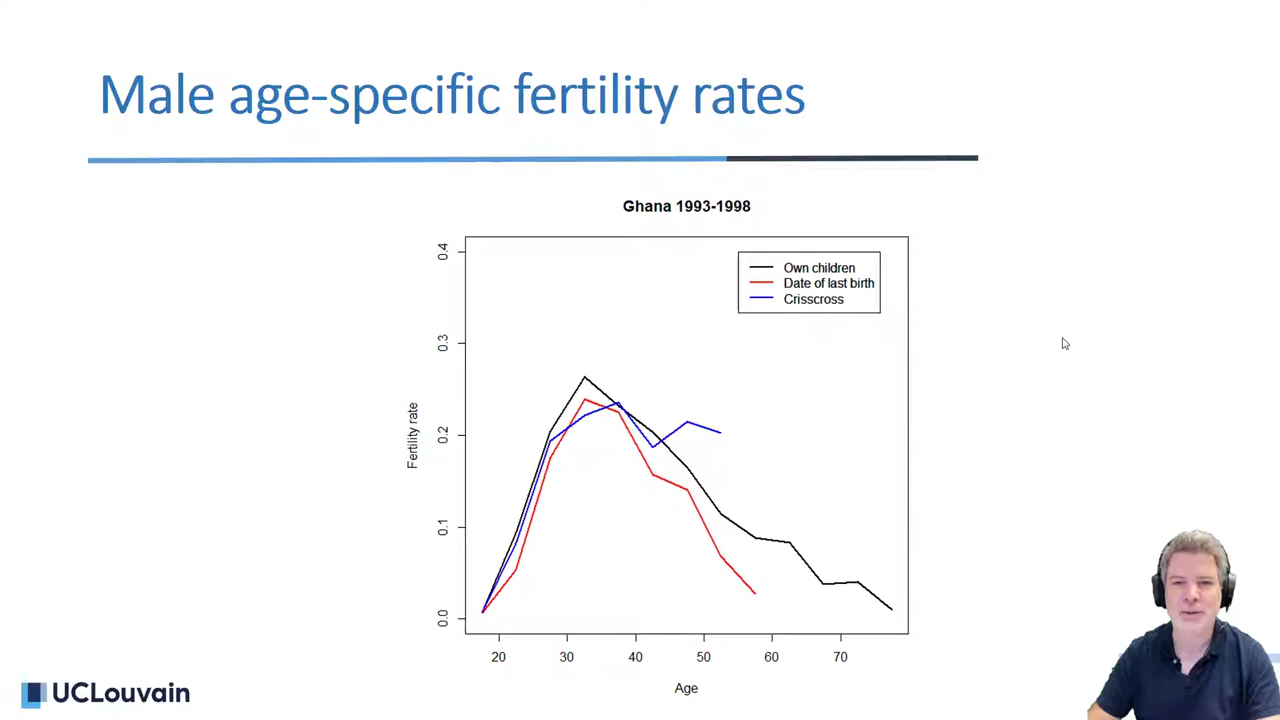 Male age-specific fertility rates
Ghana 1993-1998
Own children
Date of last birth
Crisscross
0.4
0.3
0.2
0.1
0.0
Fertility rate
20 30 40 50 60 70
Age
UCLouvain